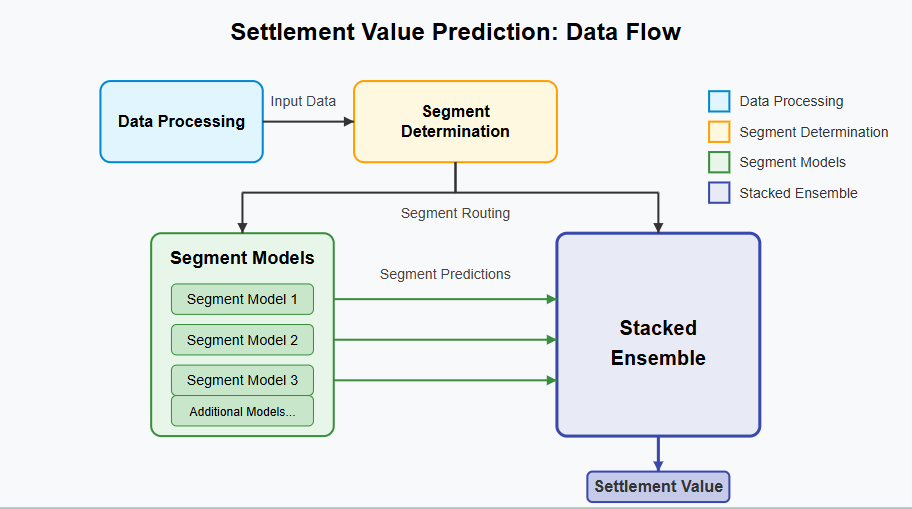 Settlement Value Prediction: Data Flow
Data Processing
Input Data
Segment
Determination
Data Processing
Segment Determination
Segment Models
Stacked Ensemble
Segment Routing
Segment Models
Segment Model 1
Segment Model 2
Segment Model 3
Additional Models...
Segment Predictions
Stacked
Ensemble
Settlement Value